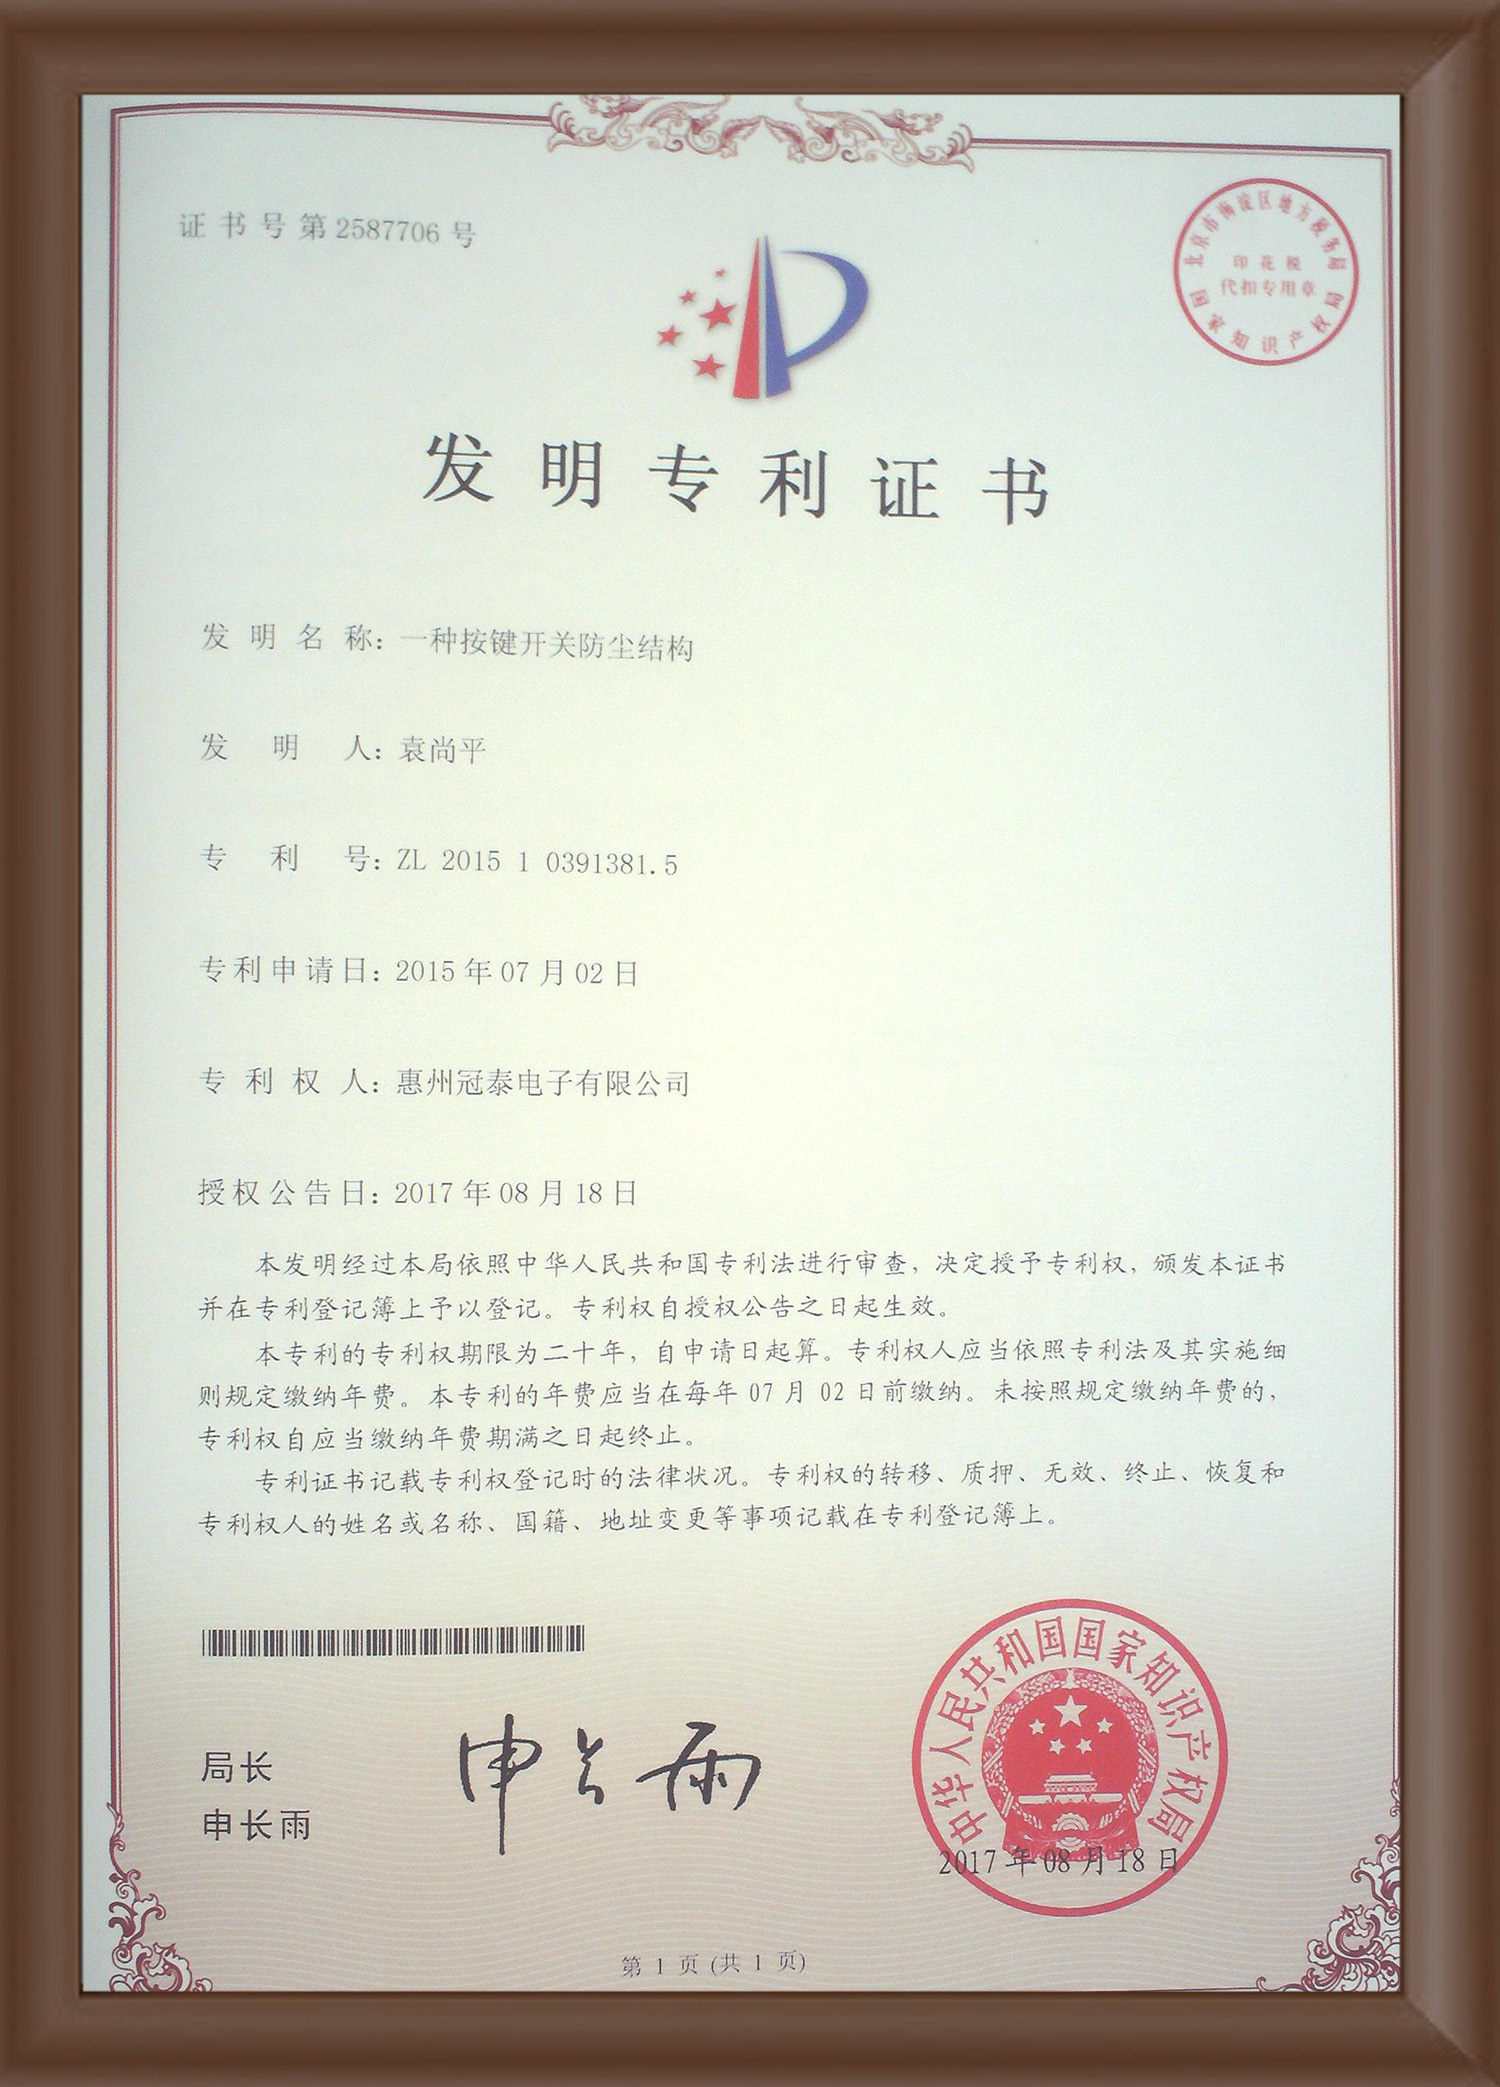 证书号第2587706号
北京市海淀区地方税务局
印花税
代扣专用章
国家知识产权局
发明专利证书
发明名称：一种按键开关防尘结构
发明人：袁尚平
专利号：ZL 2015 1 0391381.5
专利申请日：2015年07月02日
专利权人：惠州冠泰电子有限公司
授权公告日：2017年08月18日
本发明经过本局依照中华人民共和国专利法进行审查，决定授予专利权，颁发本证书
并在专利登记簿上予以登记。专利权自授权公告之日起生效。
本专利的专利权期限为二十年，自申请日起算。专利权人应当依照专利法及其实施细
则规定缴纳年费。本专利的年费应当在每年07月02日前缴纳。未按照规定缴纳年费的，
专利权自应当缴纳年费期满之日起终止。
专利证书记载专利权登记时的法律状况。专利权的转移、质押、无效、终止、恢复和
专利权人的姓名或名称、国籍、地址变更等事项记载在专利登记簿上。
局长
申长雨
申长雨
中华人民共和国国家知识产权局
2017年08月18日
第1页(共1页)